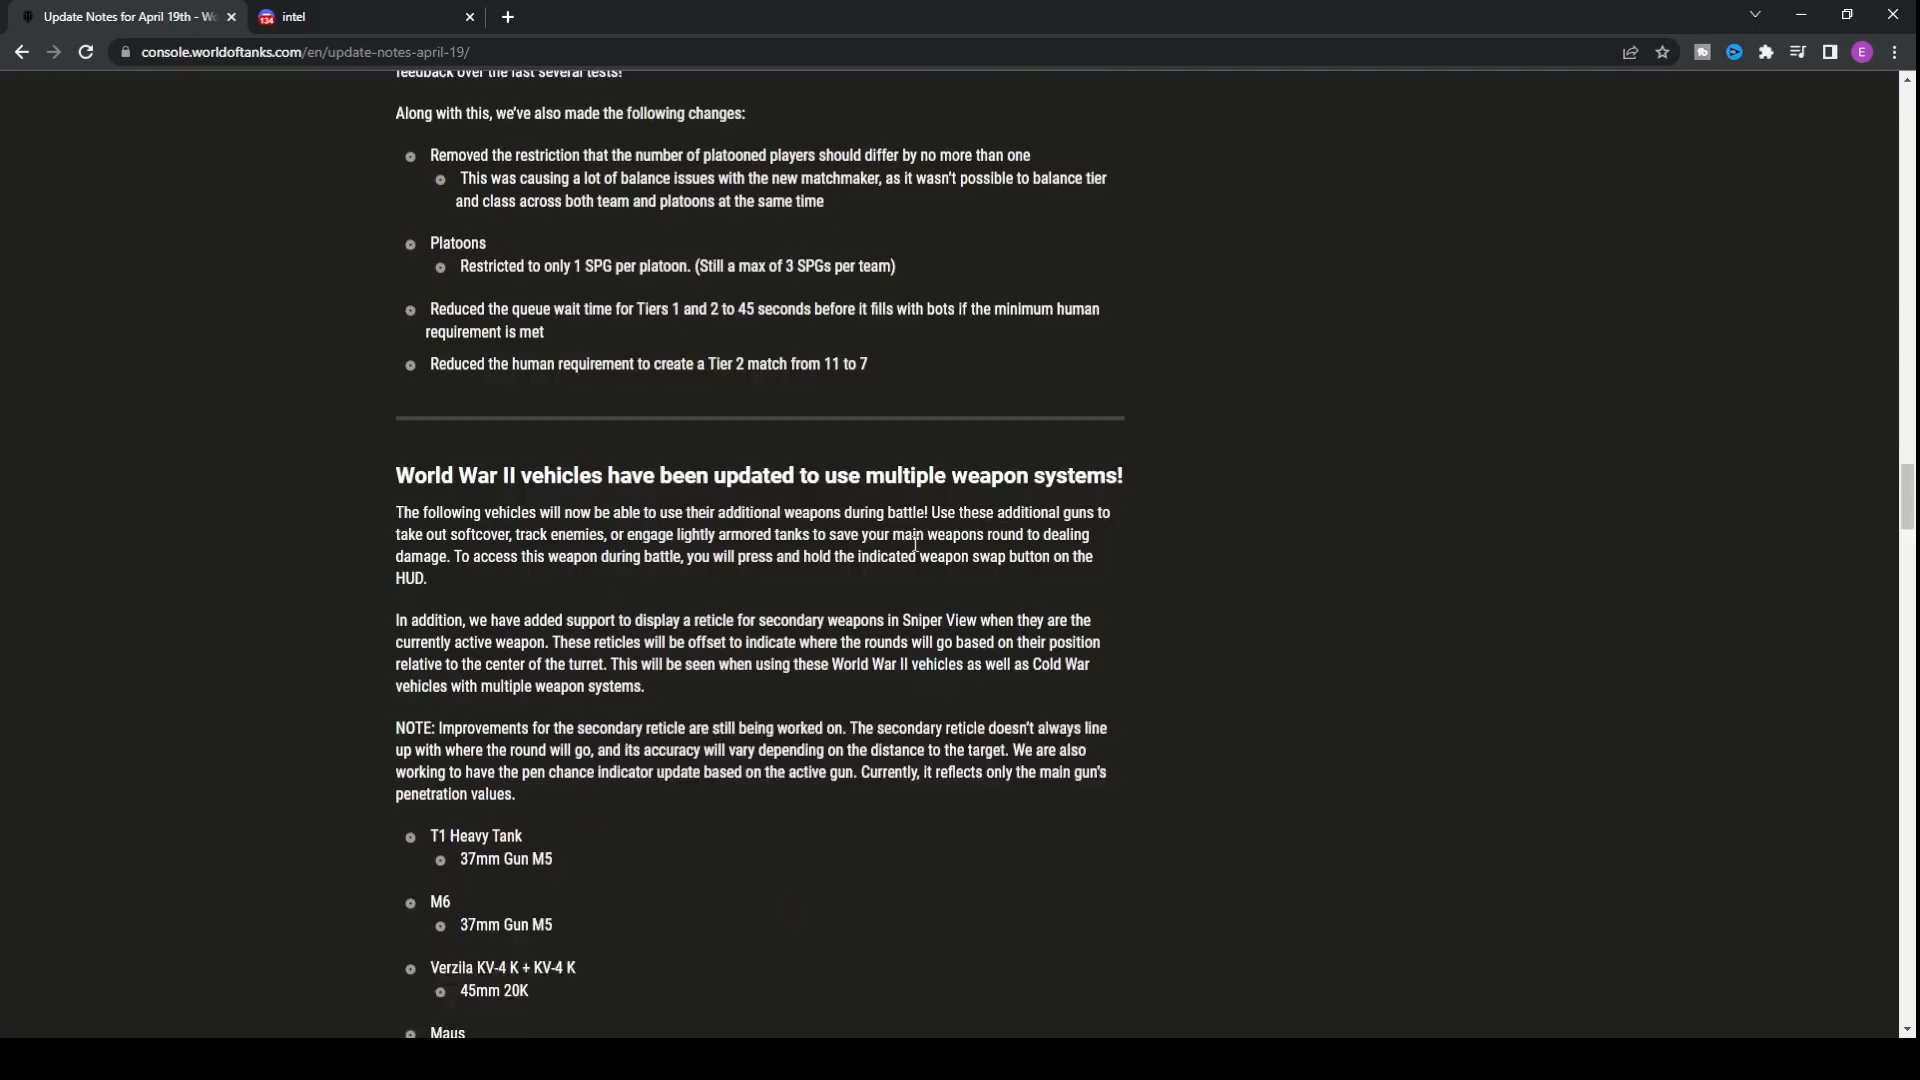 Update Notes for April 19th - Wo
134
intel
console.worldoftanks.com/en/update-notes-april-19/
E
feedback over the last several tests!
Along with this, we've also made the following changes:
Removed the restriction that the number of platooned players should differ by no more than one
This was causing a lot of balance issues with the new matchmaker, as it wasn't possible to balance tier
and class across both team and platoons at the same time
Platoons
Restricted to only 1 SPG per platoon. (Still a max of 3 SPGs per team)
Reduced the queue wait time for Tiers 1 and 2 to 45 seconds before it fills with bots if the minimum human
requirement is met
Reduced the human requirement to create a Tier 2 match from 11 to 7
World War II vehicles have been updated to use multiple weapon systems!
The following vehicles will now be able to use their additional weapons during battle! Use these additional guns to
take out softcover, track enemies, or engage lightly armored tanks to save your main weapons round to dealing
damage. To access this weapon during battle, you will press and hold the indicated weapon swap button on the
HUD.
In addition, we have added support to display a reticle for secondary weapons in Sniper View when they are the
currently active weapon. These reticles will be offset to indicate where the rounds will go based on their position
relative to the center of the turret. This will be seen when using these World War II vehicles as well as Cold War
vehicles with multiple weapon systems.
NOTE: Improvements for the secondary reticle are still being worked on. The secondary reticle doesn't always line
up with where the round will go, and its accuracy will vary depending on the distance to the target. We are also
working to have the pen chance indicator update based on the active gun. Currently, it reflects only the main gun's
penetration values.
T1 Heavy Tank
37mm Gun M5
M6
37mm Gun M5
Verzila KV-4 K + KV-4 K
45mm 20K
Maus